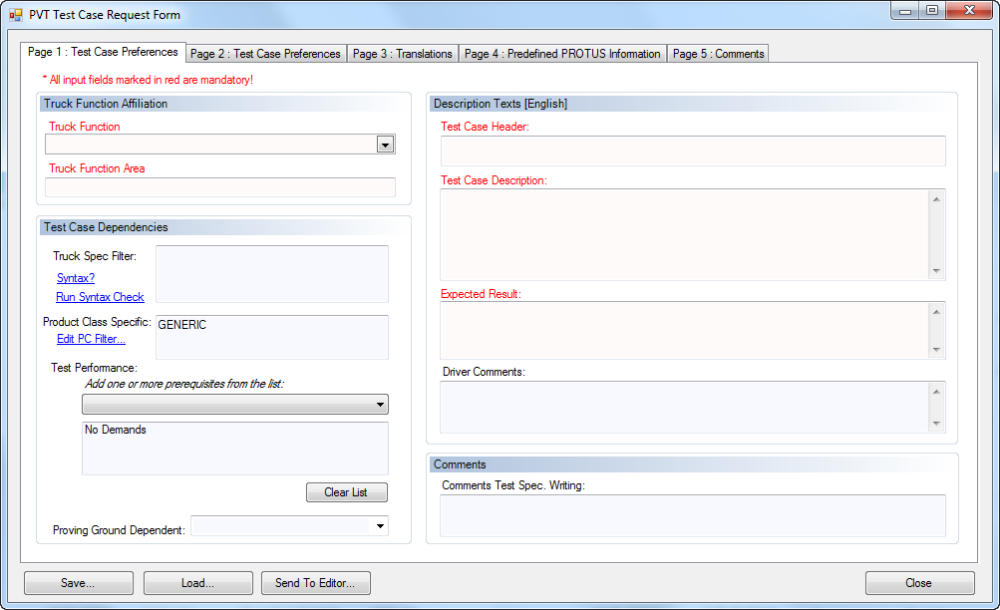 PVT Test Case Request Form
Page 1 : Test Case Preferences
Page 2 : Test Case Preferences
Page 3 : Translations
Page 4 : Predefined PROTUS Information
Page 5 : Comments
* All input fields marked in red are mandatory!
Truck Function Affiliation
Truck Function
Truck Function Area
Test Case Dependencies
Truck Spec Filter:
Syntax?
Run Syntax Check
Product Class Specific:
GENERIC
Edit PC Filter...
Test Performance:
Add one or more prerequisites from the list:
No Demands
Clear List
Proving Ground Dependent:
Description Texts [English]
Test Case Header:
Test Case Description:
Expected Result:
Driver Comments:
Comments
Comments Test Spec. Writing:
Save...
Load...
Send To Editor...
Close